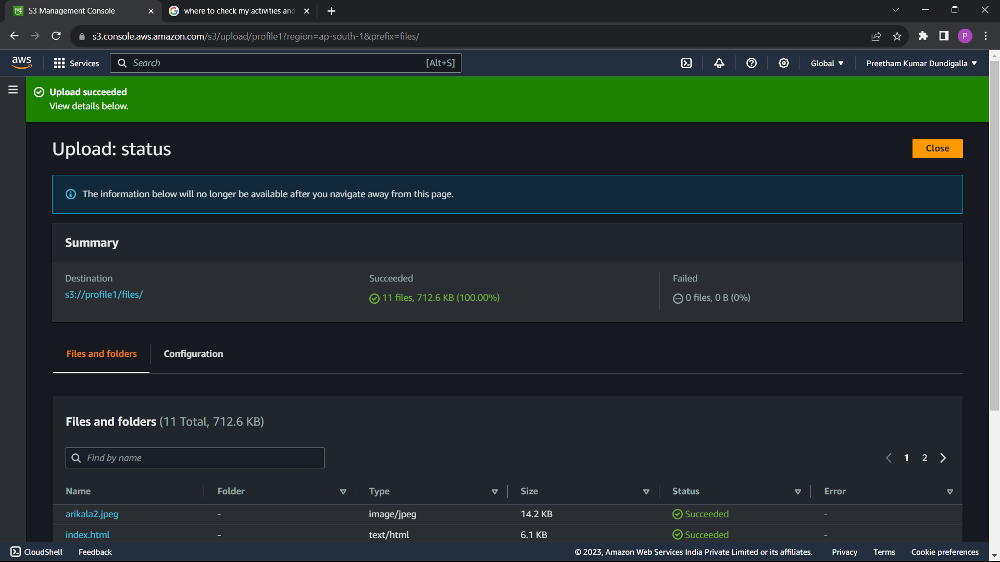 S3 Management Console
where to check my activities and
s3.console.aws.amazon.com/s3/upload/profile1?region=ap-south-1&prefix=files/
P
aws
Services
Search
[Alt+S]
Global
Preetham Kumar Dundigalla
Upload succeeded
View details below.
Upload: status
Close
The information below will no longer be available after you navigate away from this page.
Summary
Destination
s3://profile1/files/
Succeeded
11 files, 712.6 KB (100.00%)
Failed
0 files, 0 B (0%)
Files and folders
Configuration
Files and folders (11 Total, 712.6 KB)
Find by name
1 2
Name Folder Type Size Status Error
arikala2.jpeg - image/jpeg 14.2 KB Succeeded -
index.html - text/html 6.1 KB Succeeded -
CloudShell Feedback
© 2023, Amazon Web Services India Private Limited or its affiliates. Privacy Terms Cookie preferences